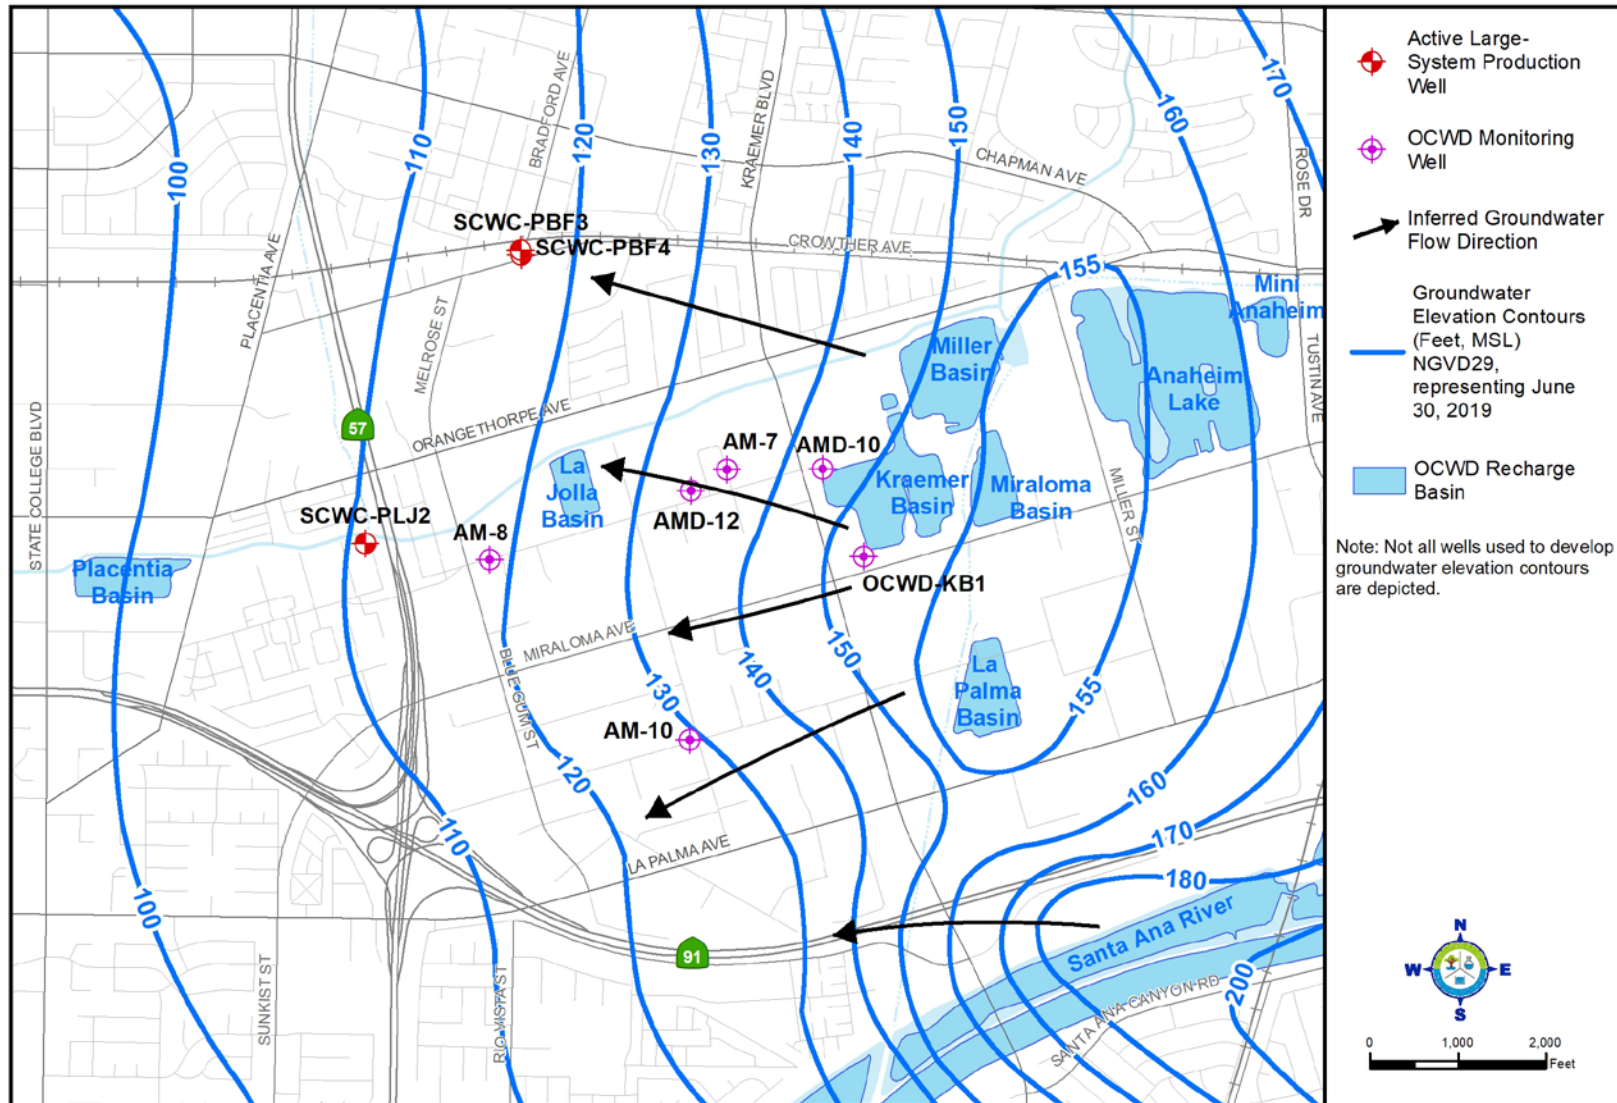 100
110
120
130
140
150
160
170
BRADFORD AVE
KRAEMER BLVD
CHAPMAN AVE
ROSE DR
PLACENTIA AVE
SCWC-PBF3
SCWC-PBF4
CROWTHER AVE
155
Mini
Anaheim
MELROSE ST
Miller
Basin
Anaheim
Lake
TUSTIN AVE
STATE COLLEGE BLVD
57
ORANGETHORPE AVE
AM-7
AMD-10
La
Jolla
Basin
Kraemer
Basin
Miraloma
Basin
MILLER ST
SCWC-PLJ2
AM-8
AMD-12
Placentia
Basin
OCWD-KB1
MIRALOMA AVE
BLUE GUM ST
150
140
130
La
Palma
Basin
155
AM-10
120
160
110
170
LA PALMA AVE
180
100
91
Santa Ana River
SUNKIST ST
RIO VISTA ST
SANTA ANA CANYON RD
200
Active Large-
System Production
Well
OCWD Monitoring
Well
Inferred Groundwater
Flow Direction
Groundwater
Elevation Contours
(Feet, MSL)
NGVD29,
representing June
30, 2019
OCWD Recharge
Basin
Note: Not all wells used to develop
groundwater elevation contours
are depicted.
N
W
E
S
0
1,000
2,000
Feet